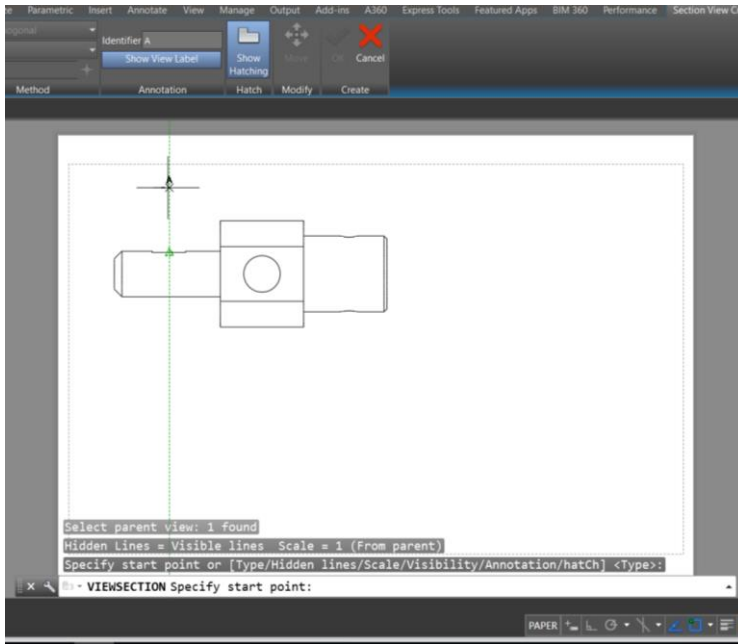 Parametric Insert Annotate View Manage Output Add-ins A360 Express Tools Featured Apps BIM 360 Performance Section View
Identifier A
Show View Label
Show
Hatching
Move
OK
Cancel
Method Annotation Hatch Modify Create
A
Select parent view: 1 found
Hidden Lines = Visible lines Scale = 1 (From parent)
Specify start point or [Type/Hidden lines/Scale/Visibility/Annotation/hatCh] <Type>:
VIEWSECTION Specify start point:
PAPER